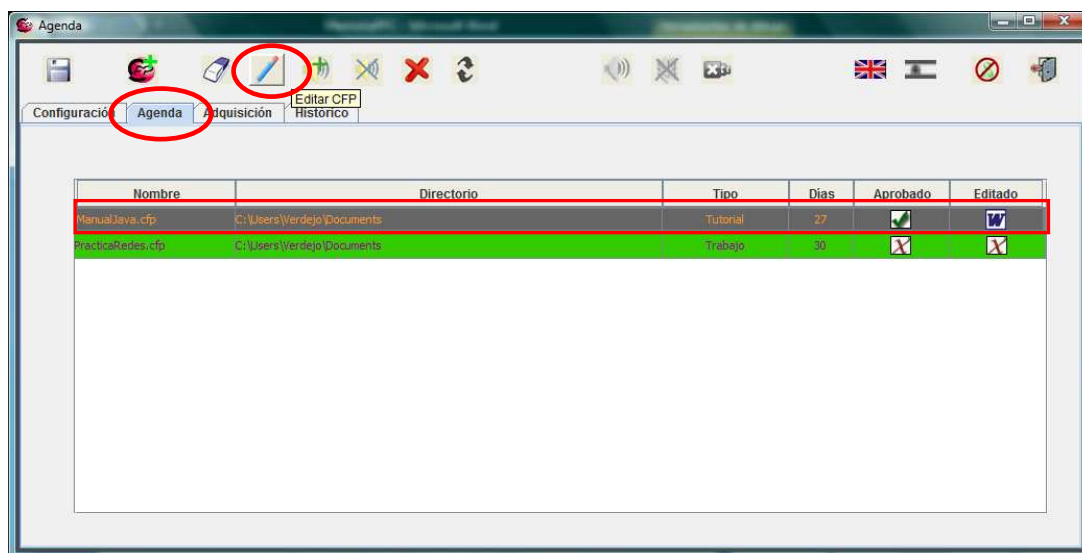 Agenda
Editar CFP
Configuración Agenda Adquisición Histórico
Nombre Directorio Tipo Días Aprobado Editado
ManualJava.cfp C:\Users\Verdejo\Documents Tutorial 27
PracticaRedes.cfp C:\Users\Verdejo\Documents Trabajo 30